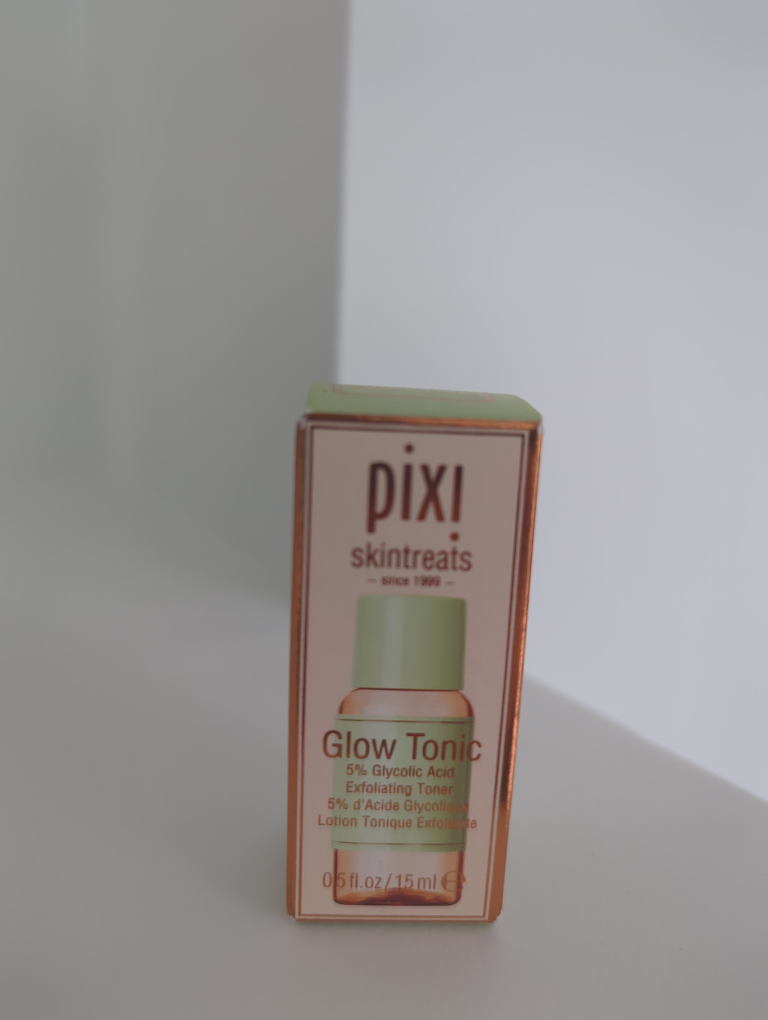 pixi
skintreats
– since 1999 –
Glow Tonic
5% Glycolic Acid
Exfoliating Toner
5% d'Acide Glycolique
Lotion Tonique Exfoliante
0.5 fl.oz/15 ml ℮